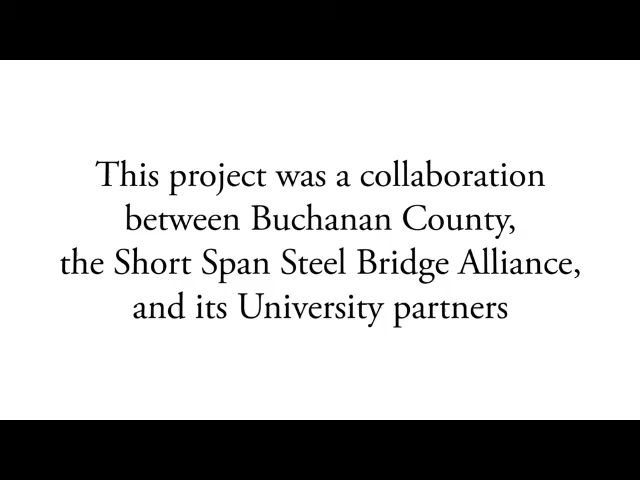 This project was a collaboration
between Buchanan County,
the Short Span Steel Bridge Alliance,
and its University partners